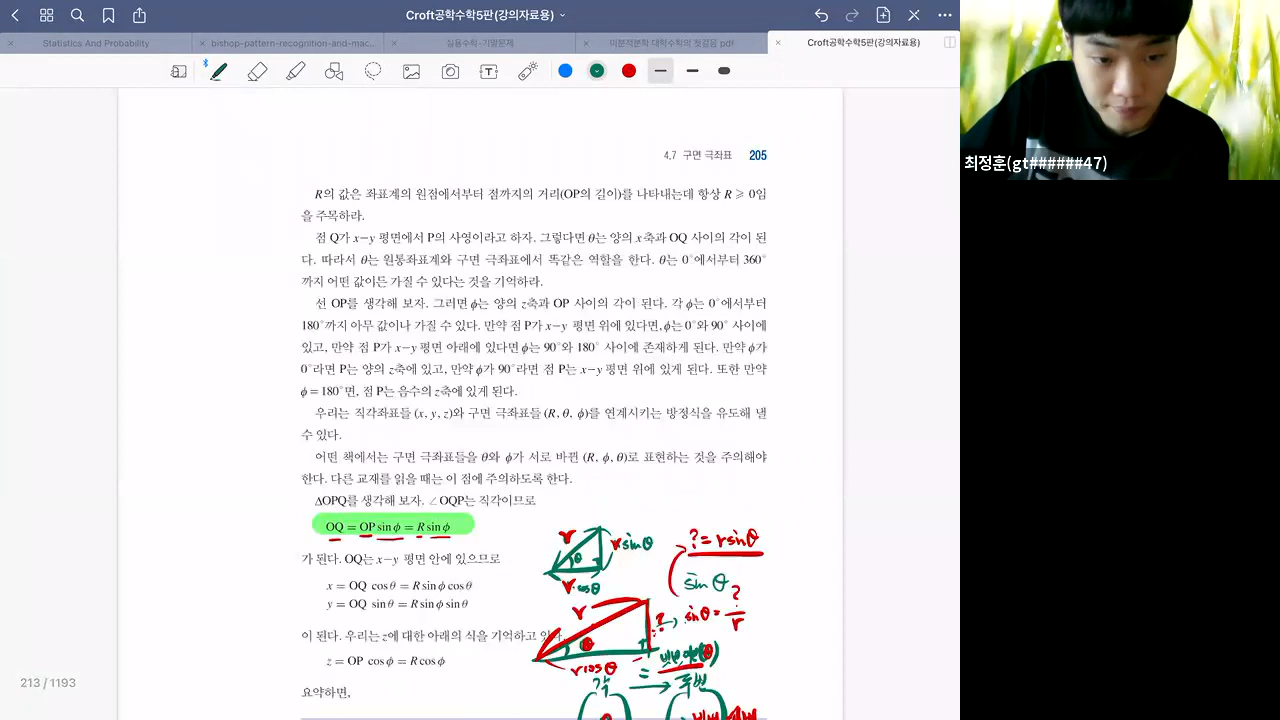 Croft공학수학5판(강의자료용)
Statistics And Probability
bishop-pattern-recognition-and-mac...
실용수학-기말문제
미분적분학 대학수학의 첫걸음 pdf
Croft공학수학5판(강의자료용)
최정훈(gt######47)
4.7 구면 극좌표 205
R의 값은 좌표계의 원점에서부터 점까지의 거리(OP의 길이)를 나타내는데 항상 R ⩾ 0임
을 주목하라.
점 Q가 x−y 평면에서 P의 사영이라고 하자. 그렇다면 θ는 양의 x축과 OQ 사이의 각이 된
다. 따라서 θ는 원통좌표계와 구면 극좌표에서 똑같은 역할을 한다. θ는 0°에서부터 360°
까지 어떤 값이든 가질 수 있다는 것을 기억하라.
선 OP를 생각해 보자. 그러면 ϕ는 양의 z축과 OP 사이의 각이 된다. 각 ϕ는 0°에서부터
180°까지 아무 값이나 가질 수 있다. 만약 점 P가 x−y 평면 위에 있다면, ϕ는 0°와 90° 사이에
있고, 만약 점 P가 x−y 평면 아래에 있다면 ϕ는 90°와 180° 사이에 존재하게 된다. 만약 ϕ가
0°라면 P는 양의 z축에 있고, 만약 ϕ가 90°라면 점 P는 x−y 평면 위에 있게 된다. 또한 만약
ϕ = 180°면, 점 P는 음수의 z축에 있게 된다.
우리는 직각좌표들 (x, y, z)와 구면 극좌표들 (R, θ, ϕ)를 연계시키는 방정식을 유도해 낼
수 있다.
어떤 책에서는 구면 극좌표들을 θ와 ϕ가 서로 바뀐 (R, ϕ, θ)로 표현하는 것을 주의해야
한다. 다른 교재를 읽을 때는 이 점에 주의하도록 한다.
ΔOPQ를 생각해 보자. ∠OQP는 직각이므로
OQ = OP sin ϕ = R sin ϕ
가 된다. OQ는 x−y 평면 안에 있으므로
x = OQ cos θ = R sin ϕ cos θ
y = OQ sin θ = R sin ϕ sin θ
이 된다. 우리는 z에 대한 아래의 식을 기억하고 있다.
z = OP cos ϕ = R cos ϕ
요약하면,
r
θ
r sin θ
r cos θ
? = r sin θ
sin θ
r
θ
?
sin θ = ?/r
r cos θ
각
두변
213 / 1193